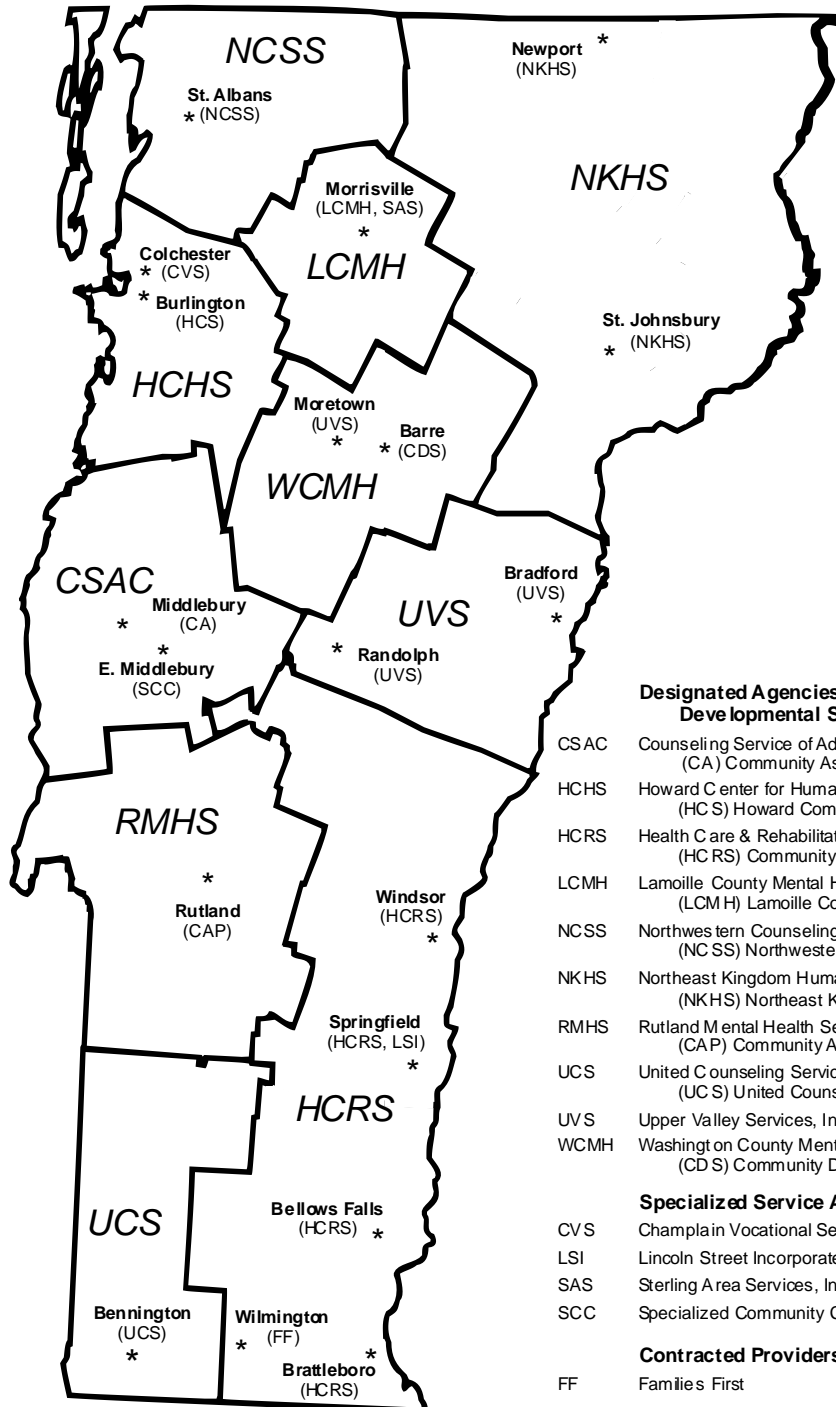 NCSS
St. Albans
* (NCSS)
Newport *
(NKHS)
NKHS
Morrisville
(LCMH, SAS)
*
LCMH
Colchester
* (CVS)
* Burlington
(HCS)
HCHS
St. Johnsbury
* (NKHS)
Moretown
(UVS)
*
Barre
* (CDS)
WCMH
CSAC
Middlebury
* (CA)
*
E. Middlebury
(SCC)
Bradford
(UVS)
*
UVS
* Randolph
(UVS)
RMHS
*
Rutland
(CAP)
Windsor
(HCRS)
*
Springfield
(HCRS, LSI)
*
HCRS
Bellows Falls
(HCRS) *
UCS
Bennington
(UCS)
*
Wilmington
* (FF)
*
Brattleboro
(HCRS)
Designated Agencies
Developmental S
CSAC Counseling Service of Ad
(CA) Community As
HCHS Howard Center for Huma
(HCS) Howard Com
HCRS Health Care & Rehabilitat
(HCRS) Community
LCMH Lamoille County Mental H
(LCMH) Lamoille Co
NCSS Northwestern Counseling
(NCSS) Northweste
NKHS Northeast Kingdom Huma
(NKHS) Northeast K
RMHS Rutland Mental Health Se
(CAP) Community A
UCS United Counseling Servic
(UCS) United Couns
UVS Upper Valley Services, In
WCMH Washington County Ment
(CDS) Community D
Specialized Service A
CVS Champlain Vocational Se
LSI Lincoln Street Incorporate
SAS Sterling Area Services, In
SCC Specialized Community C
Contracted Providers
FF Families First